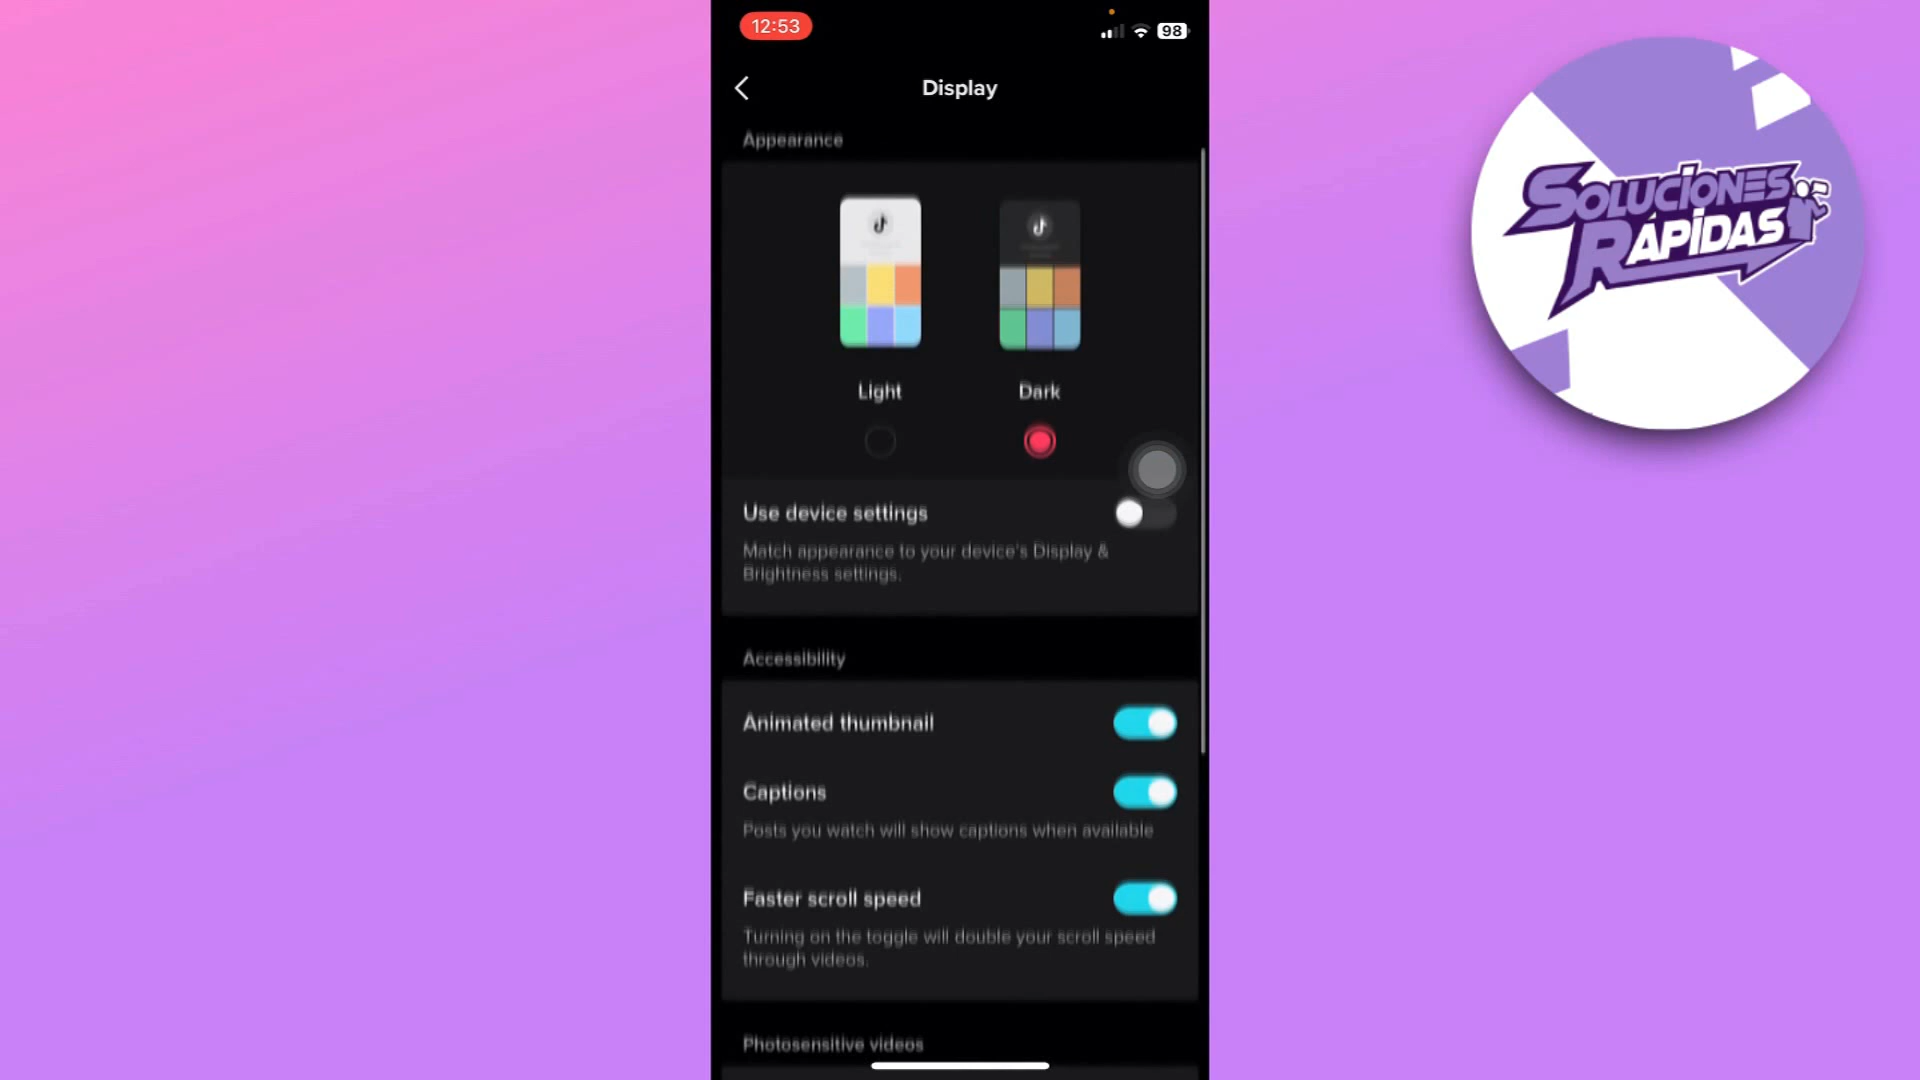 12:53
98
Display
SOLUCIONES
RAPIDAS
Appearance
Light
Dark
Use device settings
Match appearance to your device's Display &
Brightness settings.
Accessibility
Animated thumbnail
Captions
Posts you watch will show captions when available
Faster scroll speed
Turning on the toggle will double your scroll speed
through videos.
Photosensitive videos